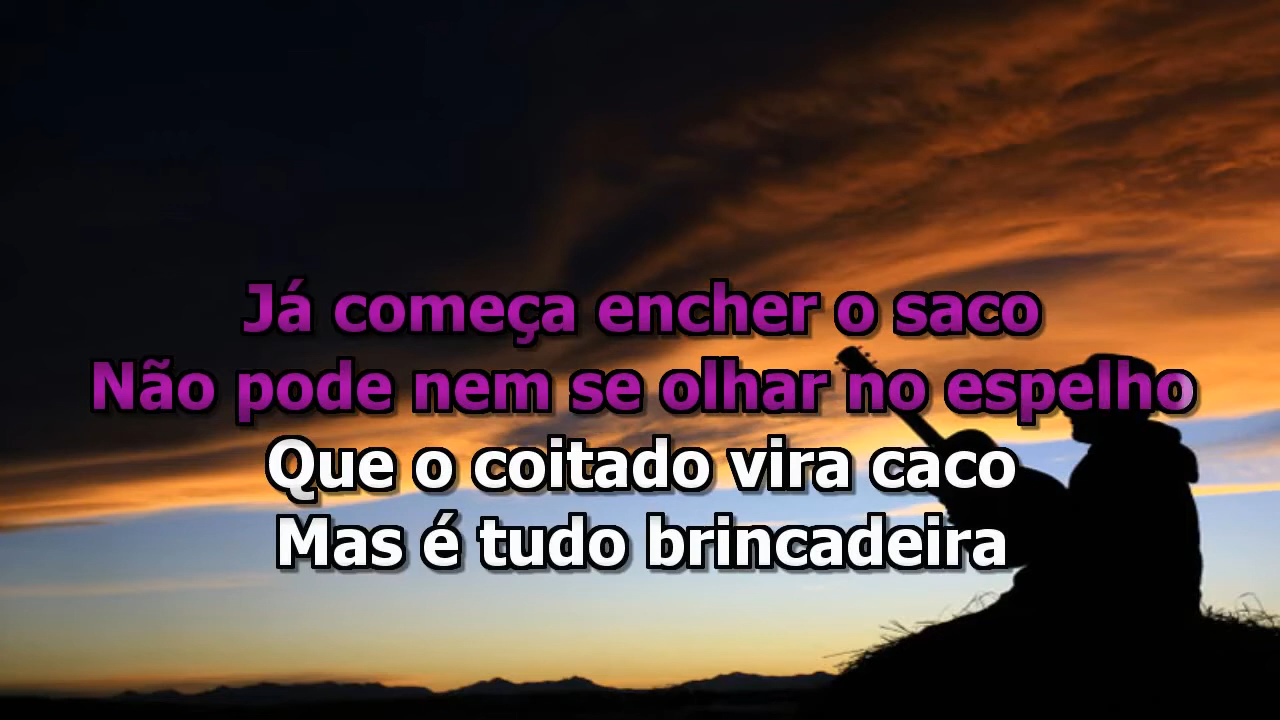 Já começa encher o saco
Não pode nem se olhar no espelho
Que o coitado vira caco
Mas é tudo brincadeira